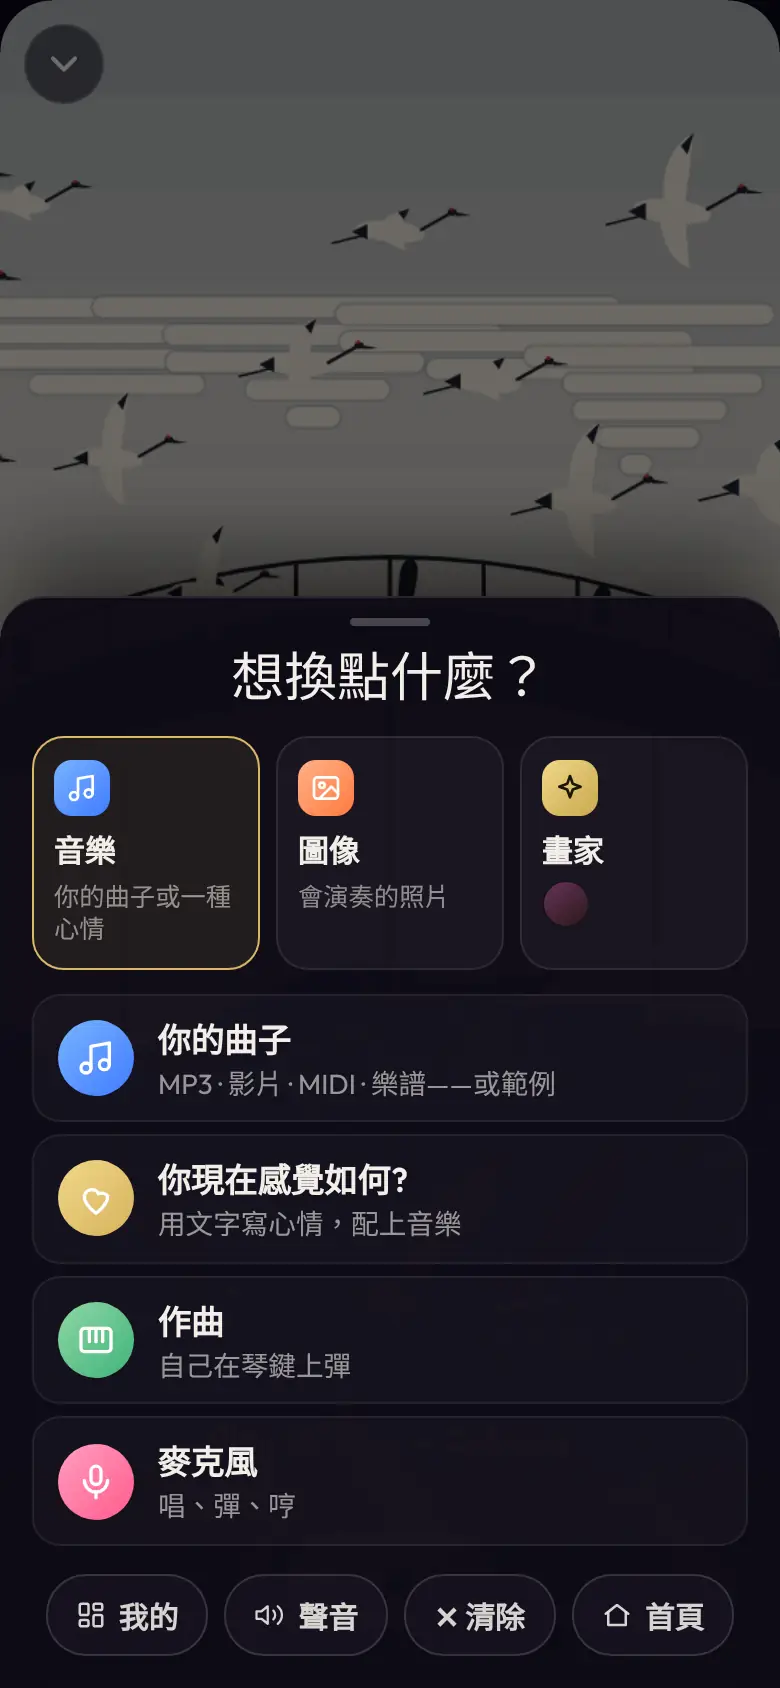 想換點什麼？
音樂
你的曲子或一種
心情
圖像
會演奏的照片
畫家
你的曲子
MP3·影片·MIDI·樂譜——或範例
你現在感覺如何?
用文字寫心情，配上音樂
作曲
自己在琴鍵上彈
麥克風
唱、彈、哼
我的
聲音
✕ 清除
首頁